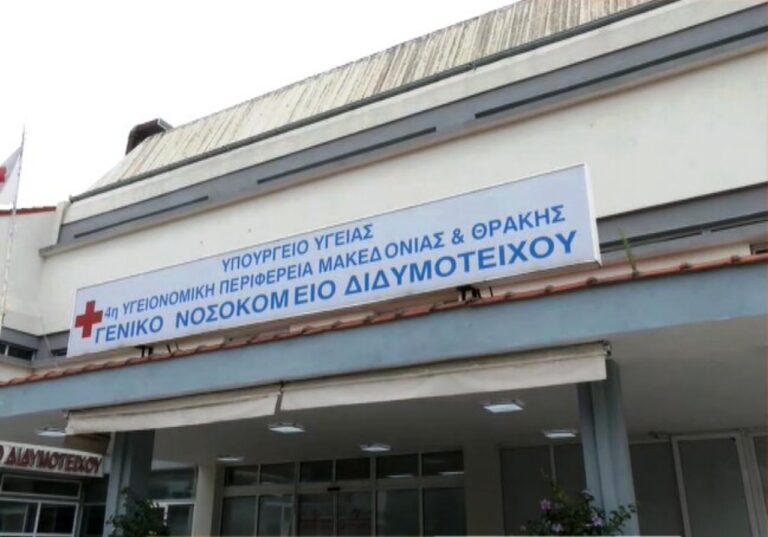 ΥΠΟΥΡΓΕΙΟ ΥΓΕΙΑΣ
4η ΥΓΕΙΟΝΟΜΙΚΗ ΠΕΡΙΦΕΡΕΙΑ ΜΑΚΕΔΟΝΙΑΣ & ΘΡΑΚΗΣ
ΓΕΝΙΚΟ ΝΟΣΟΚΟΜΕΙΟ ΔΙΔΥΜΟΤΕΙΧΟΥ
Ο ΔΙΔΥΜΟΤΕΙΧΟΥ